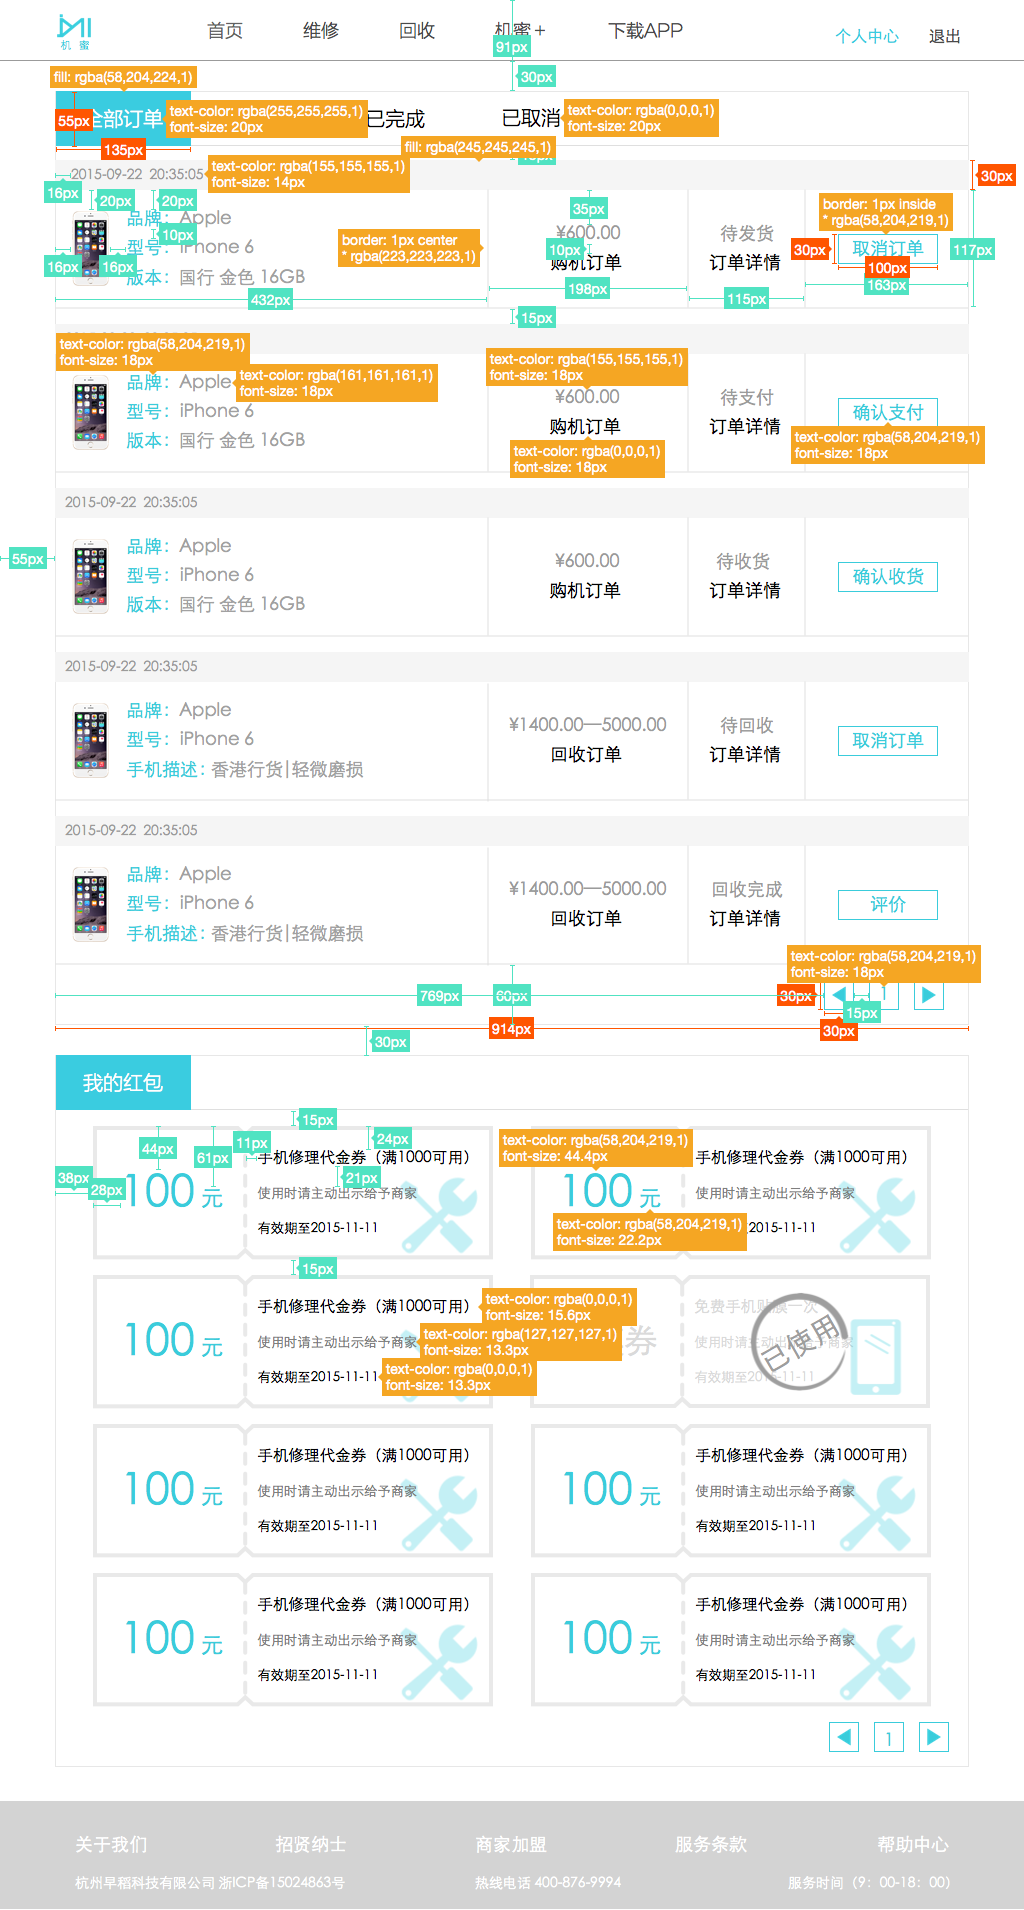 机蜜
首页 维修 回收 机蜜+ 下载APP 个人中心 退出
91px
30px
fill: rgba(58,204,224,1)
全部订单 已完成 已取消
55px
135px
text-color: rgba(255,255,255,1)
font-size: 20px
text-color: rgba(0,0,0,1)
font-size: 20px
fill: rgba(245,245,245,1)
2015-09-22 20:35:05
text-color: rgba(155,155,155,1)
font-size: 14px
30px
16px
20px
20px
10px
16px
16px
品牌：Apple
型号：iPhone 6
版本：国行 金色 16GB
border: 1px center
* rgba(223,223,223,1)
35px
¥600.00
10px
购机订单
待发货
订单详情
border: 1px inside
* rgba(58,204,219,1)
30px
取消订单
100px
117px
163px
432px
198px
115px
15px
text-color: rgba(58,204,219,1)
font-size: 18px
品牌：Apple
型号：iPhone 6
版本：国行 金色 16GB
text-color: rgba(161,161,161,1)
font-size: 18px
text-color: rgba(155,155,155,1)
font-size: 18px
¥600.00
购机订单
text-color: rgba(0,0,0,1)
font-size: 18px
待支付
订单详情
确认支付
text-color: rgba(58,204,219,1)
font-size: 18px
2015-09-22 20:35:05
55px
品牌：Apple
型号：iPhone 6
版本：国行 金色 16GB
¥600.00
购机订单
待收货
订单详情
确认收货
2015-09-22 20:35:05
品牌：Apple
型号：iPhone 6
手机描述：香港行货|轻微磨损
¥1400.00—5000.00
回收订单
待回收
订单详情
取消订单
2015-09-22 20:35:05
品牌：Apple
型号：iPhone 6
手机描述：香港行货|轻微磨损
¥1400.00—5000.00
回收订单
回收完成
订单详情
评价
text-color: rgba(58,204,219,1)
font-size: 18px
769px
60px
30px
1
15px
30px
914px
30px
我的红包
15px
44px
61px
11px
24px
21px
38px
28px
100 元
手机修理代金券（满1000可用）
使用时请主动出示给予商家
有效期至2015-11-11
text-color: rgba(58,204,219,1)
font-size: 44.4px
100 元
text-color: rgba(58,204,219,1)
font-size: 22.2px
手机修理代金券（满1000可用）
使用时请主动出示给予商家
2015-11-11
15px
100 元
手机修理代金券（满1000可用）
使用时请主动出示给予商家
有效期至2015-11-11
text-color: rgba(0,0,0,1)
font-size: 15.6px
text-color: rgba(127,127,127,1)
font-size: 13.3px
text-color: rgba(0,0,0,1)
font-size: 13.3px
券
免费手机贴膜一次
使用时请主动出示给予商家
有效期至2015-11-11
已使用
100 元
手机修理代金券（满1000可用）
使用时请主动出示给予商家
有效期至2015-11-11
100 元
手机修理代金券（满1000可用）
使用时请主动出示给予商家
有效期至2015-11-11
100 元
手机修理代金券（满1000可用）
使用时请主动出示给予商家
有效期至2015-11-11
100 元
手机修理代金券（满1000可用）
使用时请主动出示给予商家
有效期至2015-11-11
1
关于我们 招贤纳士 商家加盟 服务条款 帮助中心
杭州早稻科技有限公司 浙ICP备15024863号 热线电话 400-876-9994 服务时间（9：00-18：00）